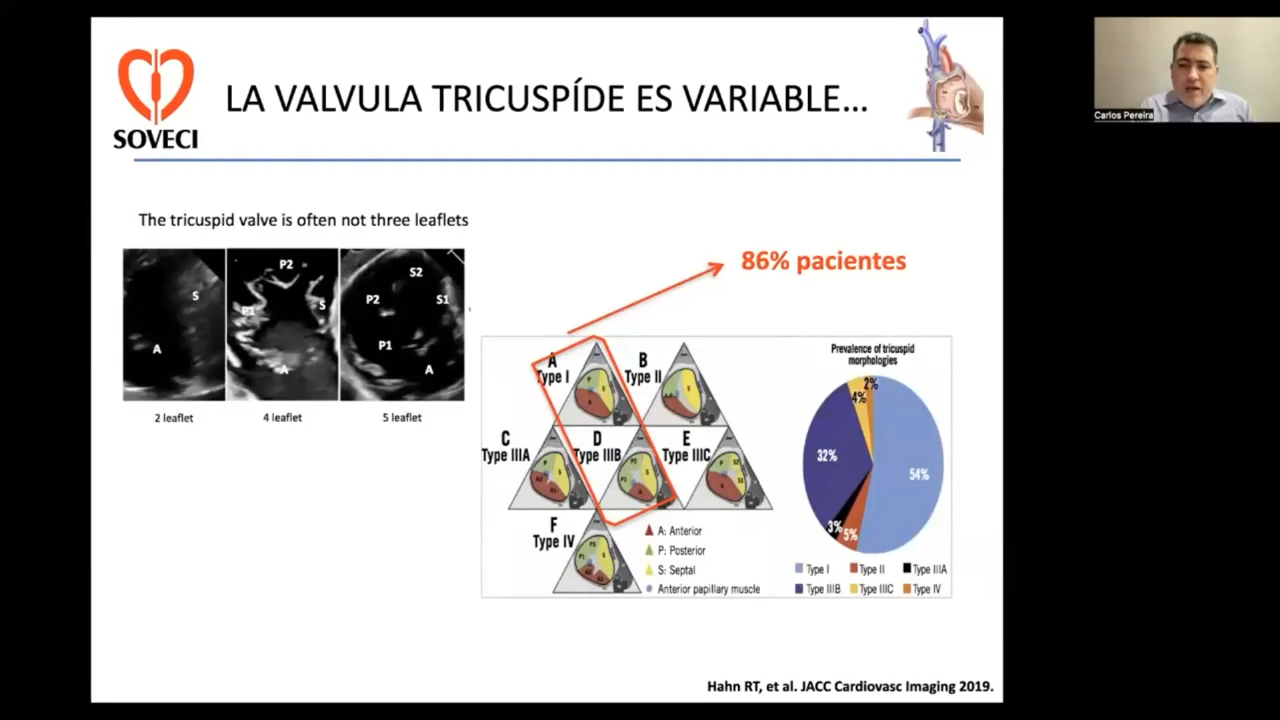 LA VALVULA TRICUSPÍDE ES VARIABLE...
SOVECI
Carlos Pereira
The tricuspid valve is often not three leaflets
S
A
P2
P1
S
A
S2
P2
S1
P1
A
2 leaflet
4 leaflet
5 leaflet
86% pacientes
A
Type I
B
Type II
C
Type IIIA
D
Type IIIB
E
Type IIIC
F
Type IV
A: Anterior
P: Posterior
S: Septal
Anterior papillary muscle
Prevalence of tricuspid
morphologies
2%
4%
32%
54%
3%
5%
Type I
Type II
Type IIIA
Type IIIB
Type IIIC
Type IV
Hahn RT, et al. JACC Cardiovasc Imaging 2019.